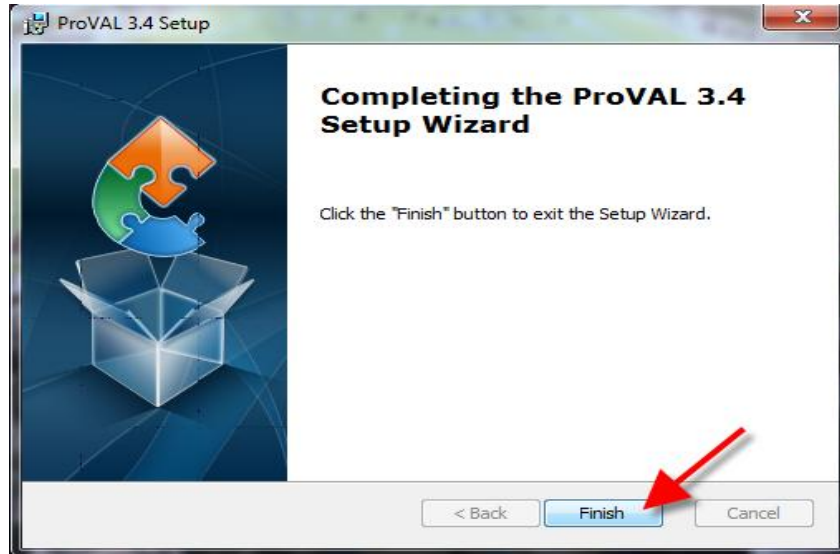 ProVAL 3.4 Setup
Completing the ProVAL 3.4
Setup Wizard
Click the "Finish" button to exit the Setup Wizard.
< Back
Finish
Cancel